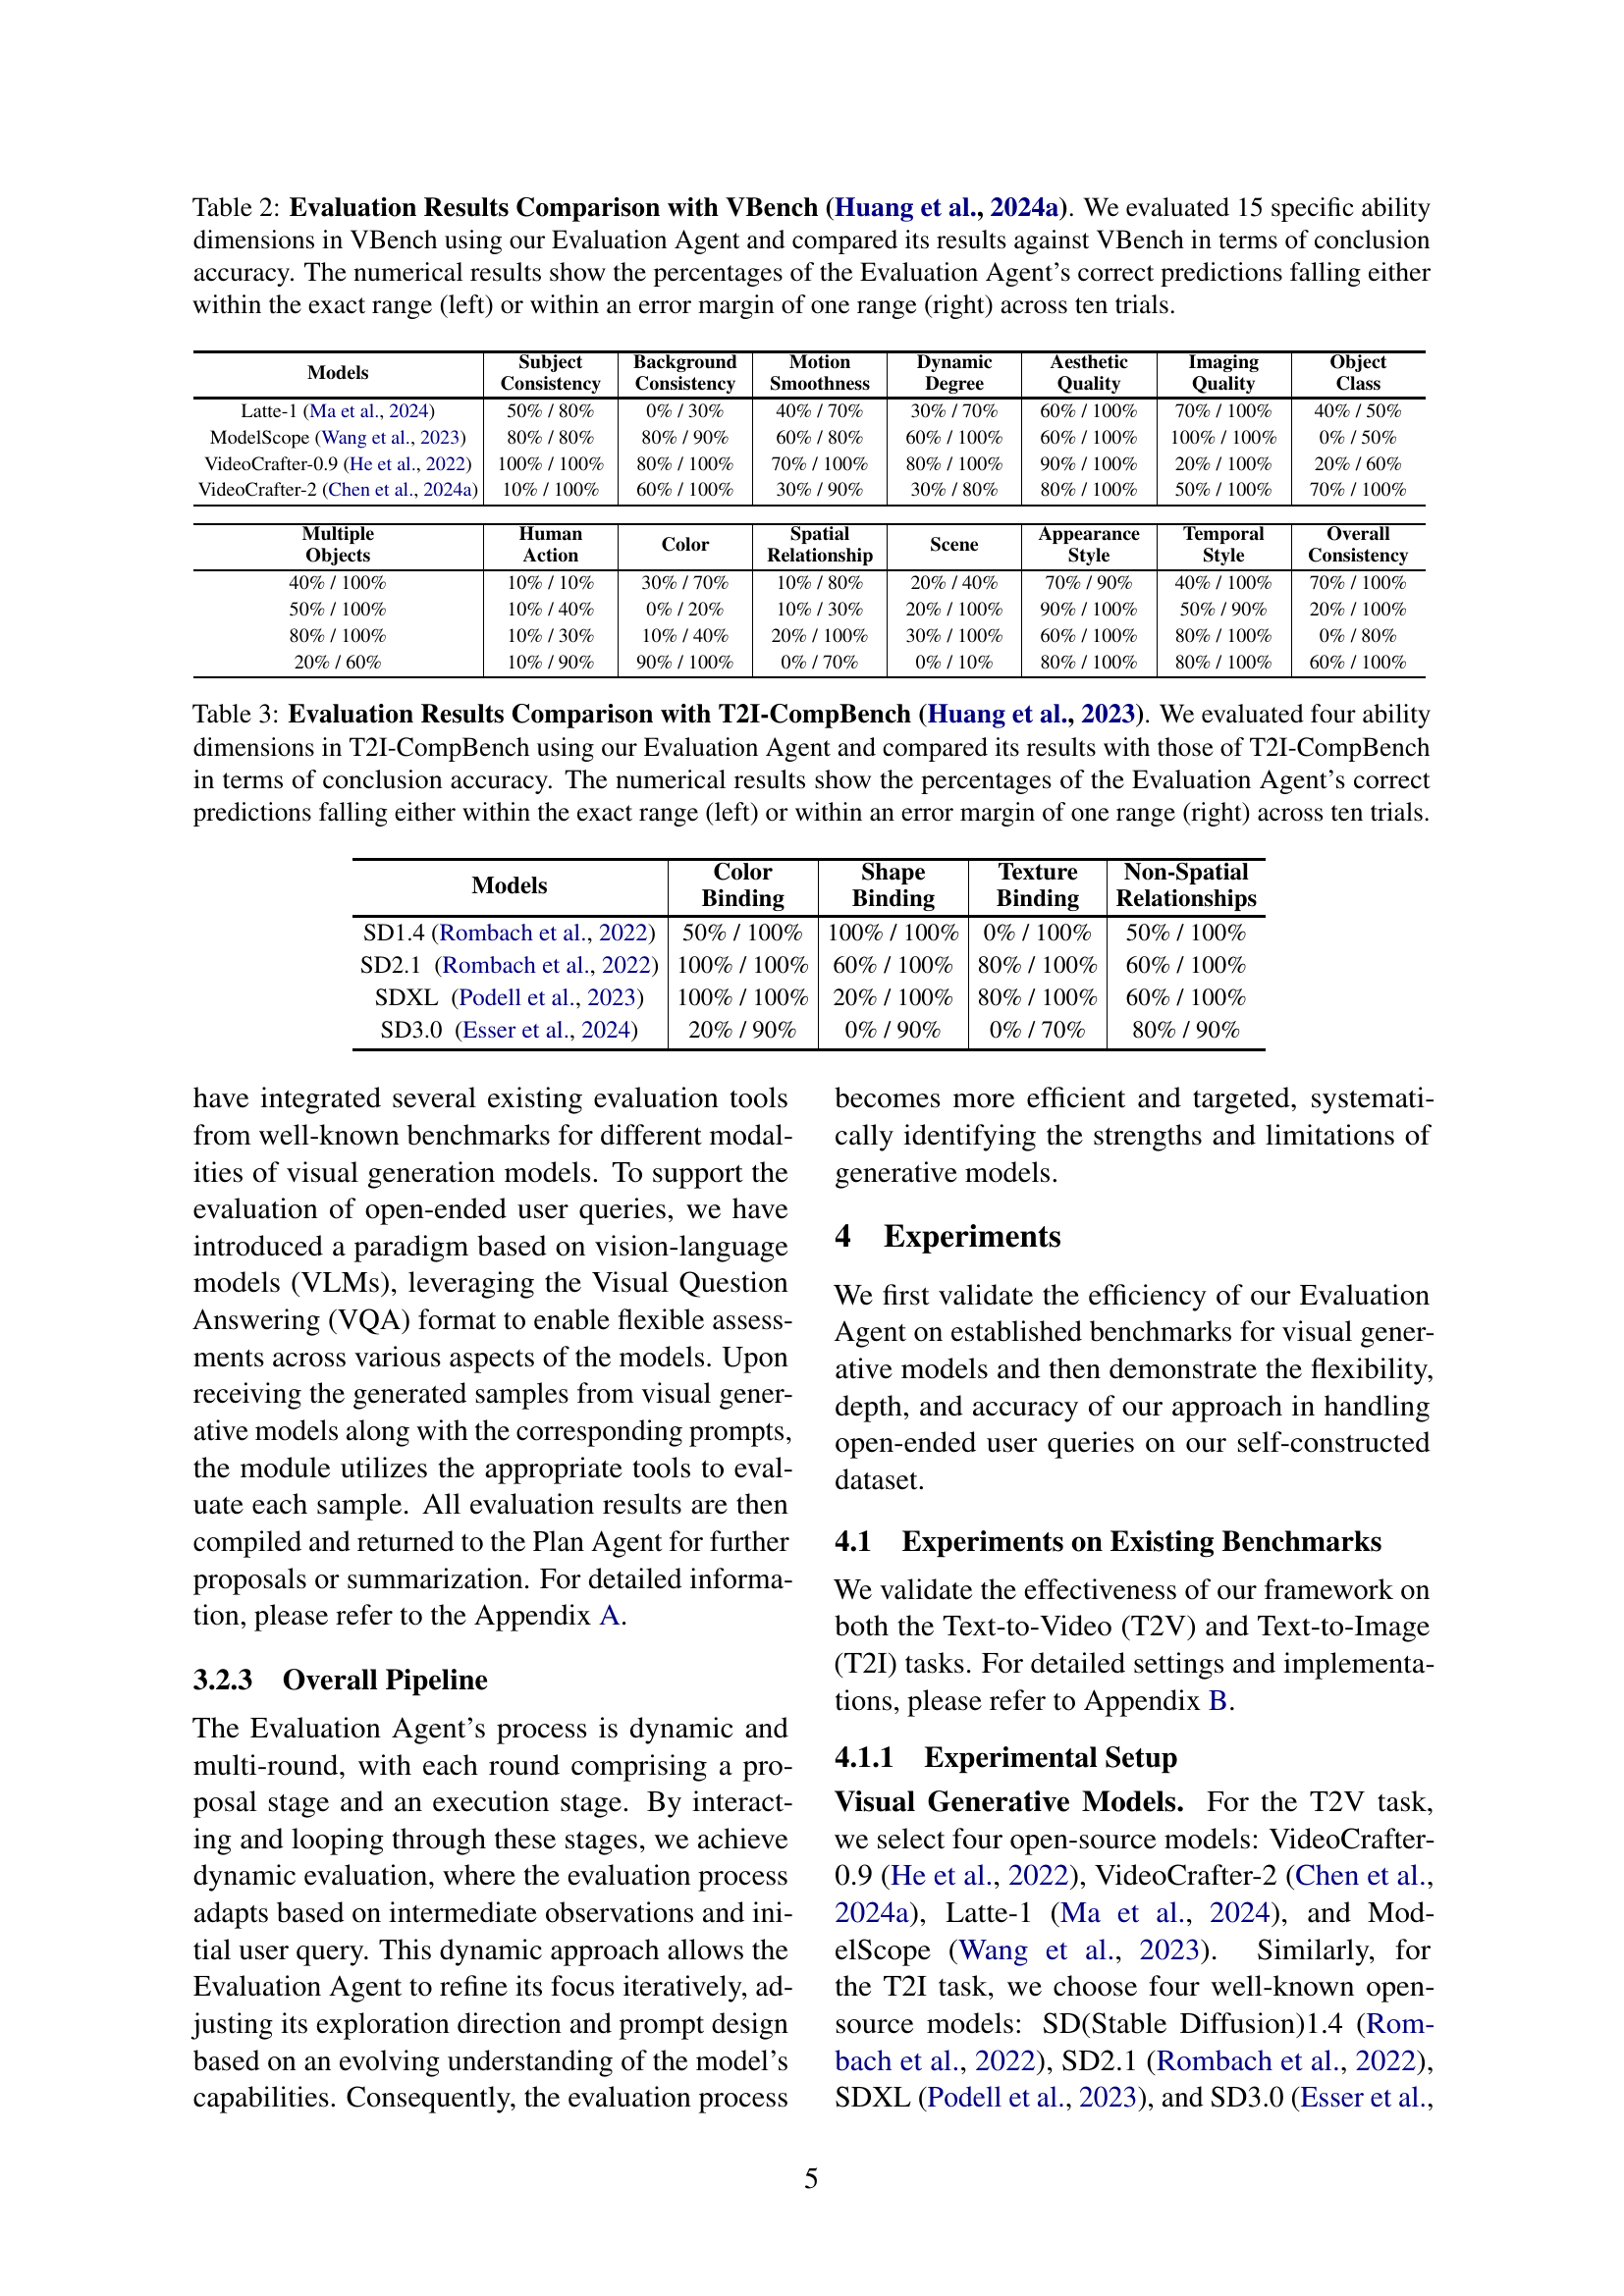 Table 2: Evaluation Results Comparison with VBench (Huang et al., 2024a). We evaluated 15 specific ability
dimensions in VBench using our Evaluation Agent and compared its results against VBench in terms of conclusion
accuracy. The numerical results show the percentages of the Evaluation Agent's correct predictions falling either
within the exact range (left) or within an error margin of one range (right) across ten trials.
Models Subject Consistency Background Consistency Motion Smoothness Dynamic Degree Aesthetic Quality Imaging Quality Object Class
Latte-1 (Ma et al., 2024) 50% / 80% 0% / 30% 40% / 70% 30% / 70% 60% / 100% 70% / 100% 40% / 50%
ModelScope (Wang et al., 2023) 80% / 80% 80% / 90% 60% / 80% 60% / 100% 60% / 100% 100% / 100% 0% / 50%
VideoCrafter-0.9 (He et al., 2022) 100% / 100% 80% / 100% 70% / 100% 80% / 100% 90% / 100% 20% / 100% 20% / 60%
VideoCrafter-2 (Chen et al., 2024a) 10% / 100% 60% / 100% 30% / 90% 30% / 80% 80% / 100% 50% / 100% 70% / 100%
Multiple Objects Human Action Color Spatial Relationship Scene Appearance Style Temporal Style Overall Consistency
40% / 100% 10% / 10% 30% / 70% 10% / 80% 20% / 40% 70% / 90% 40% / 100% 70% / 100%
50% / 100% 10% / 40% 0% / 20% 10% / 30% 20% / 100% 90% / 100% 50% / 90% 20% / 100%
80% / 100% 10% / 30% 10% / 40% 20% / 100% 30% / 100% 60% / 100% 80% / 100% 0% / 80%
20% / 60% 10% / 90% 90% / 100% 0% / 70% 0% / 10% 80% / 100% 80% / 100% 60% / 100%
Table 3: Evaluation Results Comparison with T2I-CompBench (Huang et al., 2023). We evaluated four ability
dimensions in T2I-CompBench using our Evaluation Agent and compared its results with those of T2I-CompBench
in terms of conclusion accuracy. The numerical results show the percentages of the Evaluation Agent's correct
predictions falling either within the exact range (left) or within an error margin of one range (right) across ten trials.
Models Color Binding Shape Binding Texture Binding Non-Spatial Relationships
SD1.4 (Rombach et al., 2022) 50% / 100% 100% / 100% 0% / 100% 50% / 100%
SD2.1 (Rombach et al., 2022) 100% / 100% 60% / 100% 80% / 100% 60% / 100%
SDXL (Podell et al., 2023) 100% / 100% 20% / 100% 80% / 100% 60% / 100%
SD3.0 (Esser et al., 2024) 20% / 90% 0% / 90% 0% / 70% 80% / 90%
have integrated several existing evaluation tools
from well-known benchmarks for different modal-
ities of visual generation models. To support the
evaluation of open-ended user queries, we have
introduced a paradigm based on vision-language
models (VLMs), leveraging the Visual Question
Answering (VQA) format to enable flexible assess-
ments across various aspects of the models. Upon
receiving the generated samples from visual gener-
ative models along with the corresponding prompts,
the module utilizes the appropriate tools to eval-
uate each sample. All evaluation results are then
compiled and returned to the Plan Agent for further
proposals or summarization. For detailed informa-
tion, please refer to the Appendix A.
3.2.3 Overall Pipeline
The Evaluation Agent's process is dynamic and
multi-round, with each round comprising a pro-
posal stage and an execution stage. By interact-
ing and looping through these stages, we achieve
dynamic evaluation, where the evaluation process
adapts based on intermediate observations and ini-
tial user query. This dynamic approach allows the
Evaluation Agent to refine its focus iteratively, ad-
justing its exploration direction and prompt design
based on an evolving understanding of the model's
capabilities. Consequently, the evaluation process
becomes more efficient and targeted, systemati-
cally identifying the strengths and limitations of
generative models.
4 Experiments
We first validate the efficiency of our Evaluation
Agent on established benchmarks for visual gener-
ative models and then demonstrate the flexibility,
depth, and accuracy of our approach in handling
open-ended user queries on our self-constructed
dataset.
4.1 Experiments on Existing Benchmarks
We validate the effectiveness of our framework on
both the Text-to-Video (T2V) and Text-to-Image
(T2I) tasks. For detailed settings and implementa-
tions, please refer to Appendix B.
4.1.1 Experimental Setup
Visual Generative Models. For the T2V task,
we select four open-source models: VideoCrafter-
0.9 (He et al., 2022), VideoCrafter-2 (Chen et al.,
2024a), Latte-1 (Ma et al., 2024), and Mod-
elScope (Wang et al., 2023). Similarly, for
the T2I task, we choose four well-known open-
source models: SD(Stable Diffusion)1.4 (Rom-
bach et al., 2022), SD2.1 (Rombach et al., 2022),
SDXL (Podell et al., 2023), and SD3.0 (Esser et al.,
5